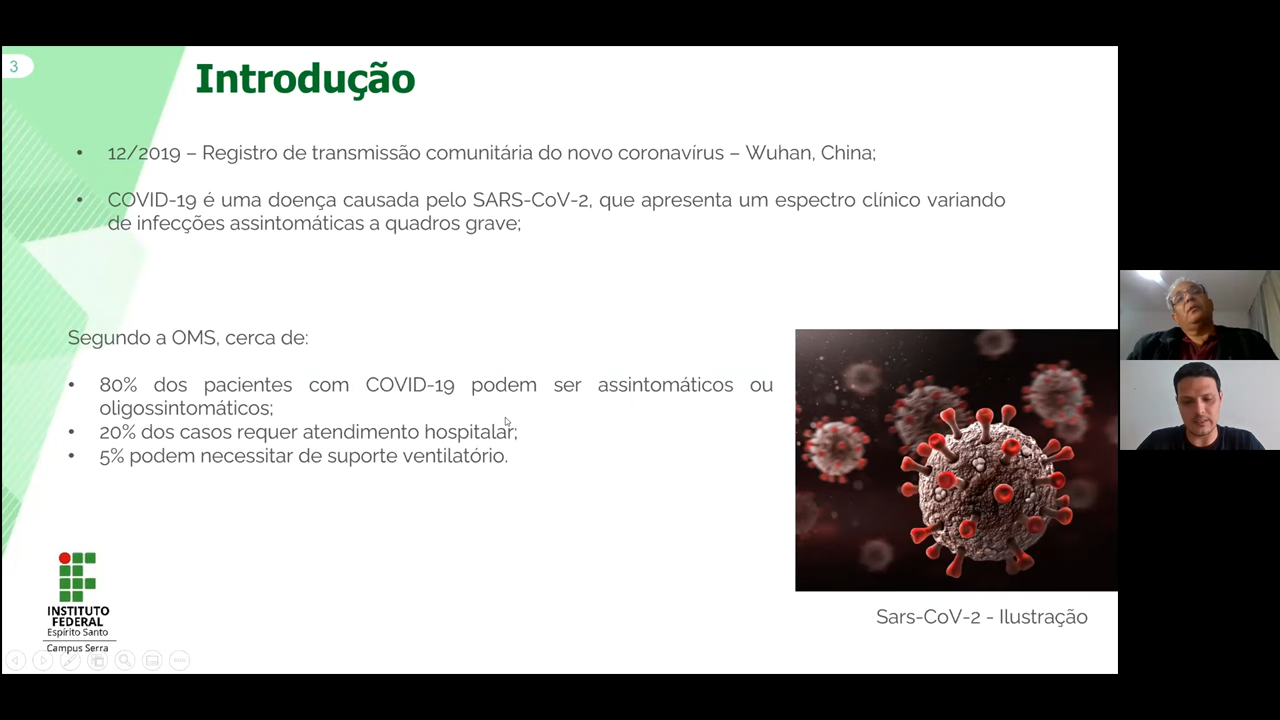 3
Introdução
• 12/2019 – Registro de transmissão comunitária do novo coronavírus – Wuhan, China;
• COVID-19 é uma doença causada pelo SARS-CoV-2, que apresenta um espectro clínico variando
de infecções assintomáticas a quadros grave;
Segundo a OMS, cerca de:
• 80% dos pacientes com COVID-19 podem ser assintomáticos ou
oligossintomáticos;
• 20% dos casos requer atendimento hospitalar;
• 5% podem necessitar de suporte ventilatório.
Sars-CoV-2 - Ilustração
INSTITUTO
FEDERAL
Espírito Santo
Campus Serra